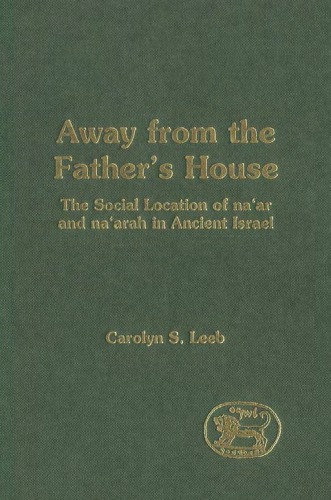 Away from the
Father's House
The Social Location of na'ar
and na'arah in Ancient Israel
Carolyn S. Leeb